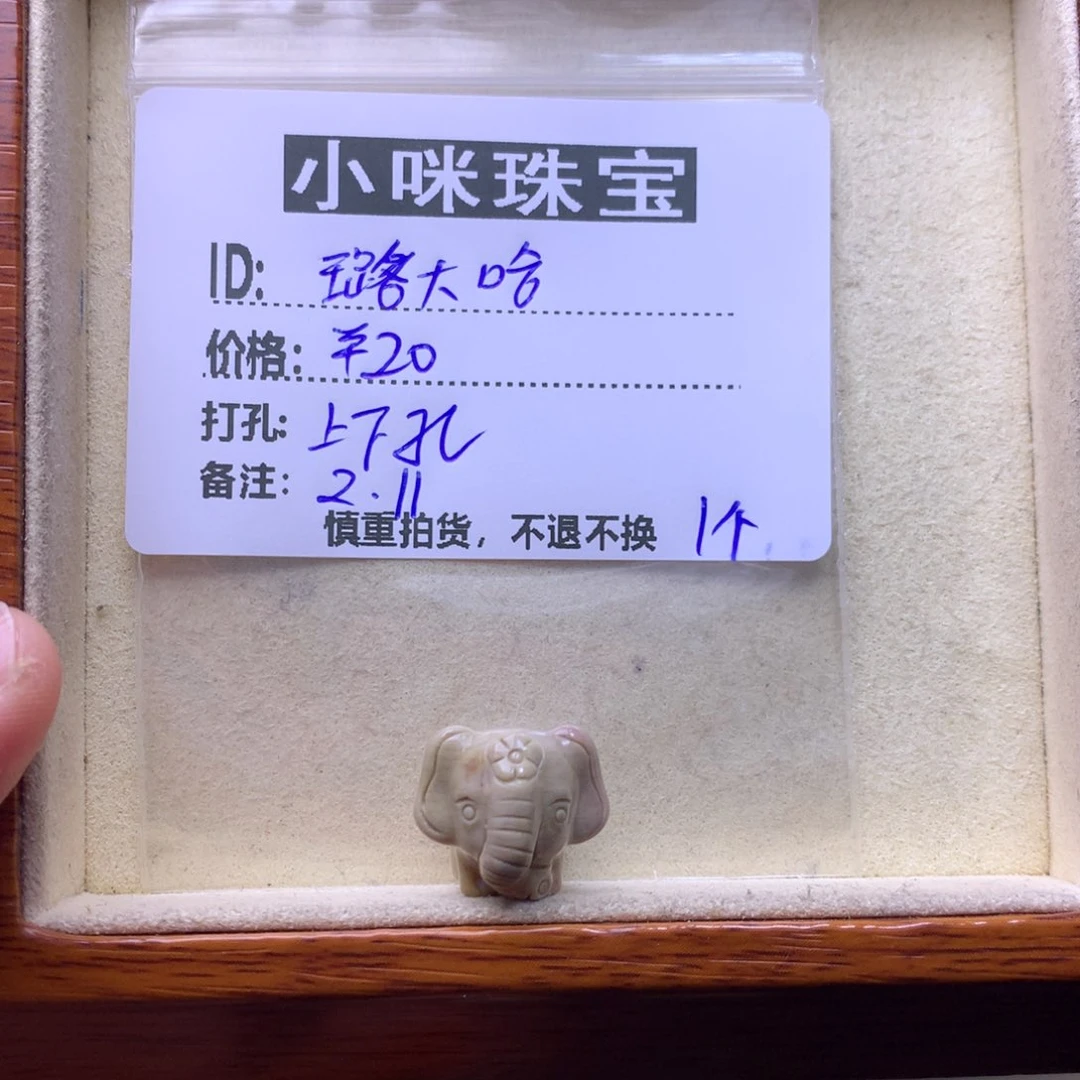 小咪珠宝
ID: 璐客大哈
价格: ¥20
打孔: 上下孔
备注: 2.11
慎重拍货，不退不换 1个